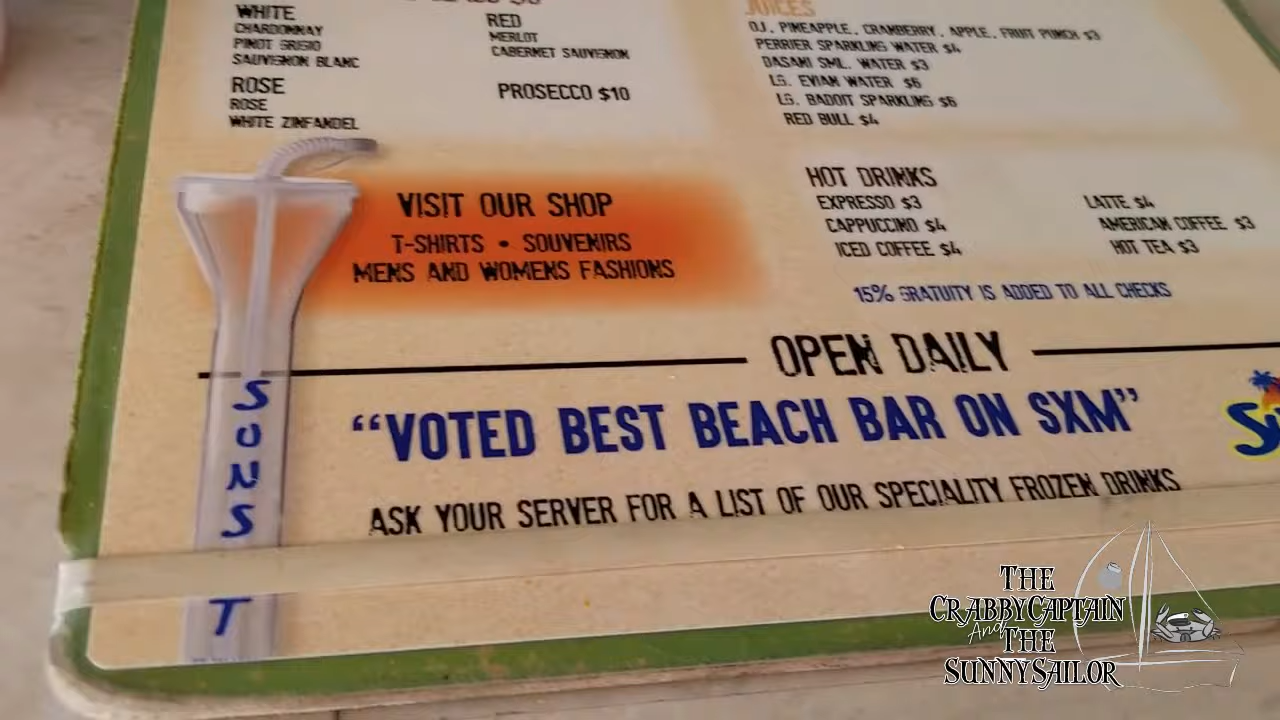 WHITE
CHARDONNAY
PINOT GRIGIO
SAUVIGNON BLANC
ROSE
ROSE
WHITE ZINFANDEL
RED
MERLOT
CABERNET SAUVIGNON
PROSECCO $10
JUICES
O.J., PINEAPPLE, CRANBERRY, APPLE, FRUIT PUNCH $3
PERRIER SPARKLING WATER $4
DASANI SML. WATER $3
LG. EVIAN WATER $6
LG. BADOIT SPARKLING $6
RED BULL $4
VISIT OUR SHOP
T-SHIRTS • SOUVENIRS
MENS AND WOMENS FASHIONS
HOT DRINKS
EXPRESSO $3
CAPPUCCINO $4
ICED COFFEE $4
LATTE $4
AMERICAN COFFEE $3
HOT TEA $3
15% GRATUITY IS ADDED TO ALL CHECKS
OPEN DAILY
"VOTED BEST BEACH BAR ON SXM"
ASK YOUR SERVER FOR A LIST OF OUR SPECIALITY FROZEN DRINKS
SUNS T
THE
CRABBYCAPTAIN
And
THE
SUNNYSAILOR